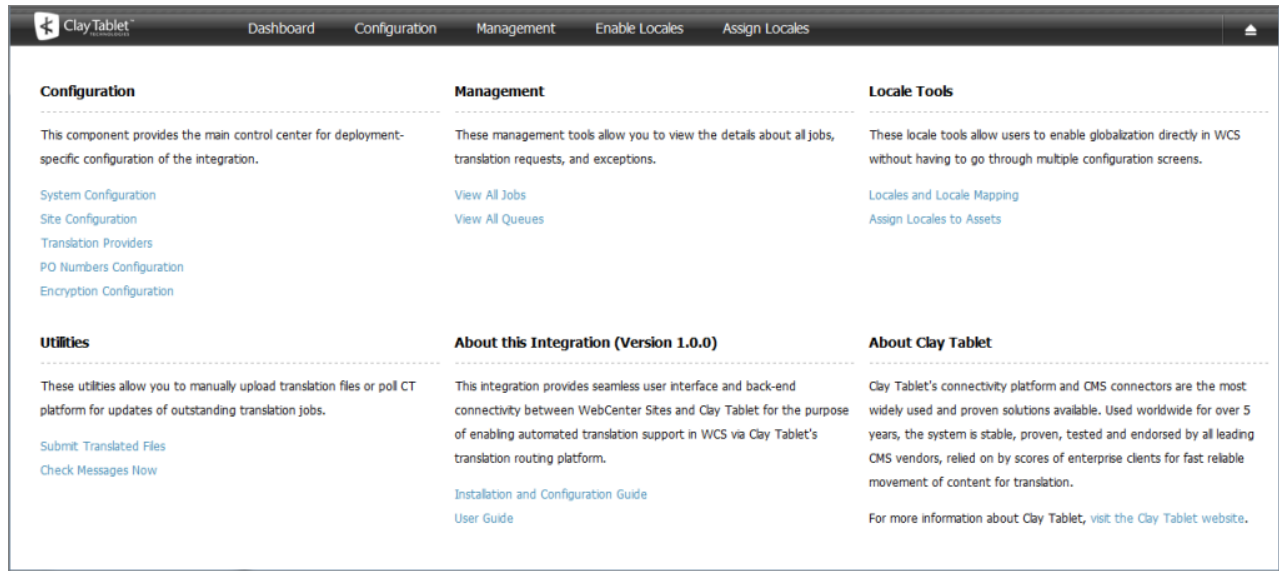 Clay Tablet
TECHNOLOGIES
Dashboard Configuration Management Enable Locales Assign Locales
Configuration
This component provides the main control center for deployment-
specific configuration of the integration.
System Configuration
Site Configuration
Translation Providers
PO Numbers Configuration
Encryption Configuration
Management
These management tools allow you to view the details about all jobs,
translation requests, and exceptions.
View All Jobs
View All Queues
Locale Tools
These locale tools allow users to enable globalization directly in WCS
without having to go through multiple configuration screens.
Locales and Locale Mapping
Assign Locales to Assets
Utilities
These utilities allow you to manually upload translation files or poll CT
platform for updates of outstanding translation jobs.
Submit Translated Files
Check Messages Now
About this Integration (Version 1.0.0)
This integration provides seamless user interface and back-end
connectivity between WebCenter Sites and Clay Tablet for the purpose
of enabling automated translation support in WCS via Clay Tablet's
translation routing platform.
Installation and Configuration Guide
User Guide
About Clay Tablet
Clay Tablet's connectivity platform and CMS connectors are the most
widely used and proven solutions available. Used worldwide for over 5
years, the system is stable, proven, tested and endorsed by all leading
CMS vendors, relied on by scores of enterprise clients for fast reliable
movement of content for translation.
For more information about Clay Tablet, visit the Clay Tablet website.